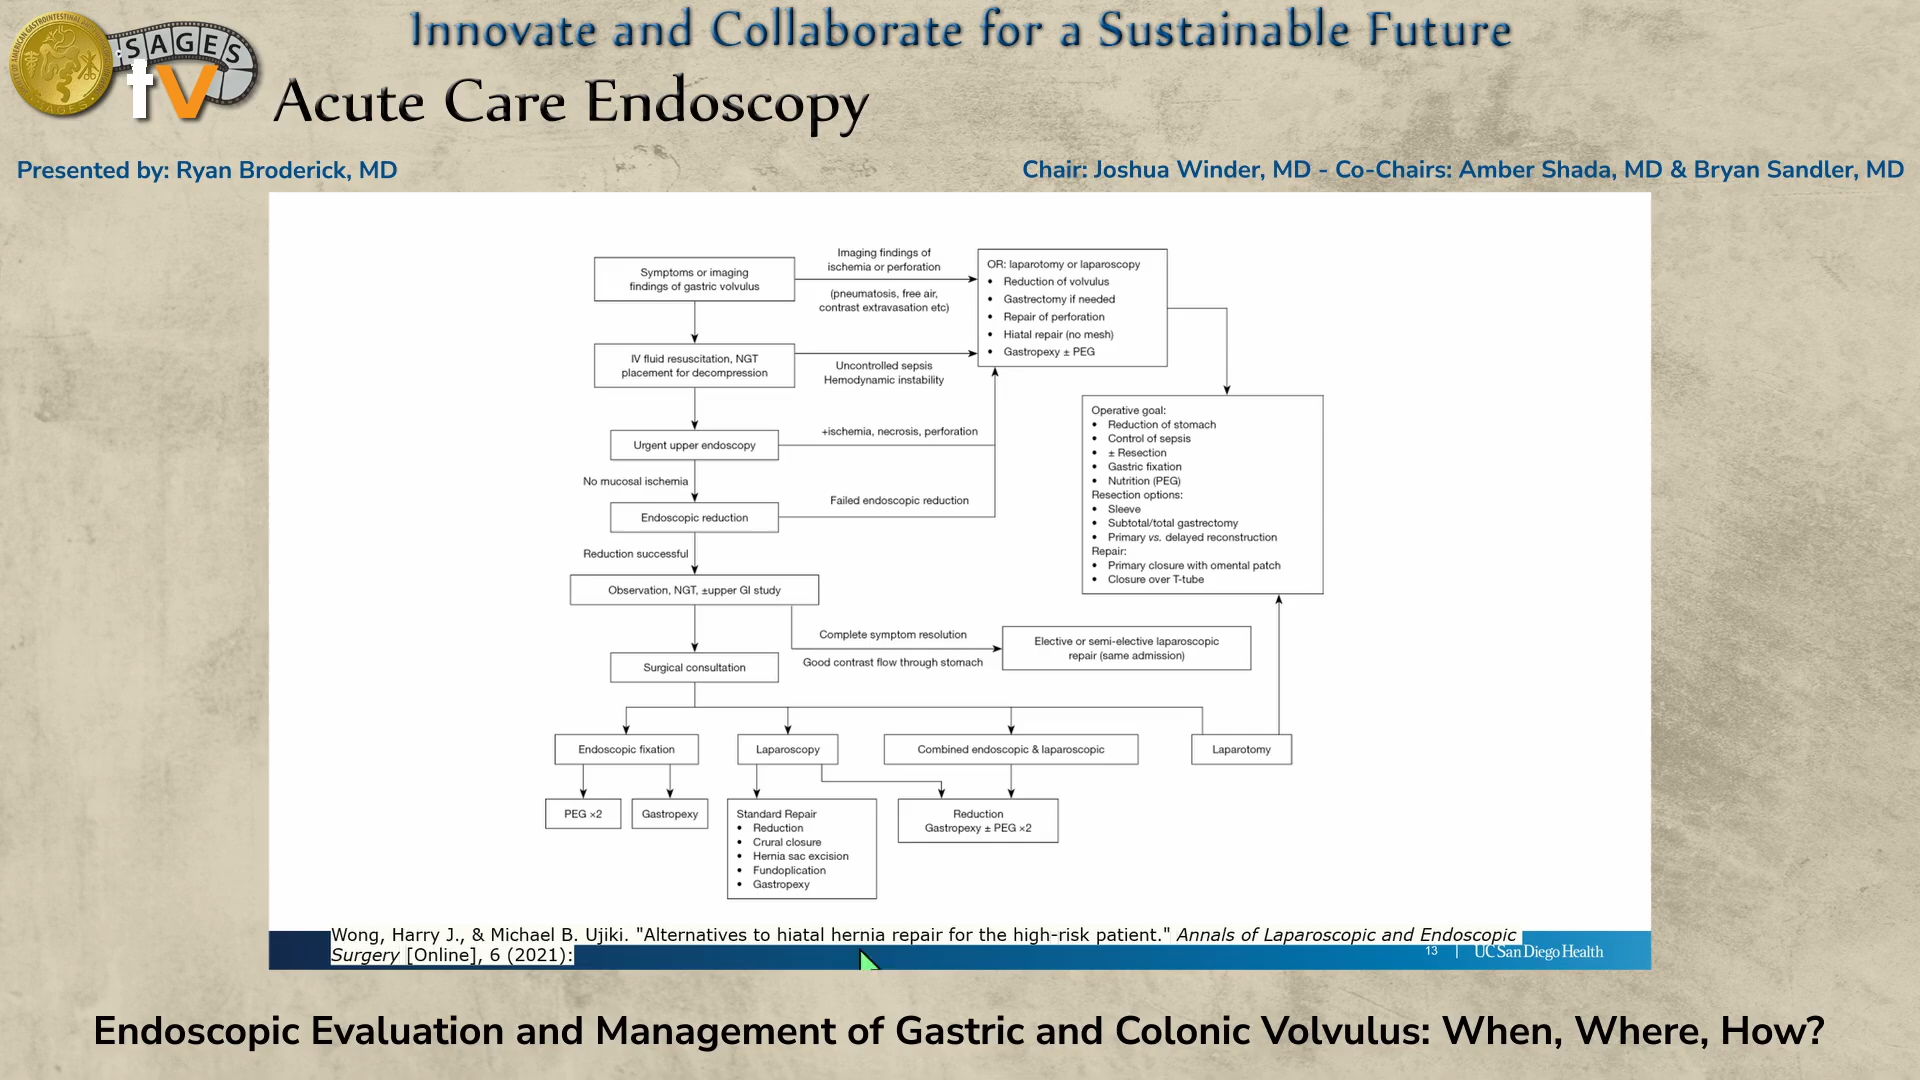 Innovate and Collaborate for a Sustainable Future
SAGES
tV
Acute Care Endoscopy
Presented by: Ryan Broderick, MD
Chair: Joshua Winder, MD - Co-Chairs: Amber Shada, MD & Bryan Sandler, MD
Symptoms or imaging
findings of gastric volvulus
Imaging findings of
ischemia or perforation
(pneumatosis, free air,
contrast extravasation etc)
OR: laparotomy or laparoscopy
• Reduction of volvulus
• Gastrectomy if needed
• Repair of perforation
• Hiatal repair (no mesh)
• Gastropexy ± PEG
IV fluid resuscitation, NGT
placement for decompression
Uncontrolled sepsis
Hemodynamic instability
Urgent upper endoscopy
+ischemia, necrosis, perforation
No mucosal ischemia
Endoscopic reduction
Failed endoscopic reduction
Reduction successful
Operative goal:
• Reduction of stomach
• Control of sepsis
• ± Resection
• Gastric fixation
• Nutrition (PEG)
Resection options:
• Sleeve
• Subtotal/total gastrectomy
• Primary vs. delayed reconstruction
Repair:
• Primary closure with omental patch
• Closure over T-tube
Observation, NGT, ±upper GI study
Complete symptom resolution
Good contrast flow through stomach
Elective or semi-elective laparoscopic
repair (same admission)
Surgical consultation
Endoscopic fixation
Laparoscopy
Combined endoscopic & laparoscopic
Laparotomy
PEG ×2
Gastropexy
Standard Repair
• Reduction
• Crural closure
• Hernia sac excision
• Fundoplication
• Gastropexy
Reduction
Gastropexy ± PEG ×2
Wong, Harry J., & Michael B. Ujiki. "Alternatives to hiatal hernia repair for the high-risk patient." Annals of Laparoscopic and Endoscopic
Surgery [Online], 6 (2021):
13 | UC San Diego Health
Endoscopic Evaluation and Management of Gastric and Colonic Volvulus: When, Where, How?